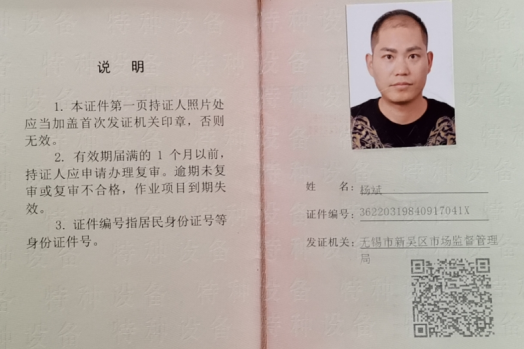 说 明
1. 本证件第一页持证人照片处
应当加盖首次发证机关印章，否则
无效。
2. 有效期届满的 1 个月以前，
持证人应申请办理复审。逾期未复
审或复审不合格，作业项目到期失
效。
3. 证件编号指居民身份证号等
身份证件号。
姓 名：杨斌
证件编号：36220319840917041X
发证机关：无锡市新吴区市场监督管理
局